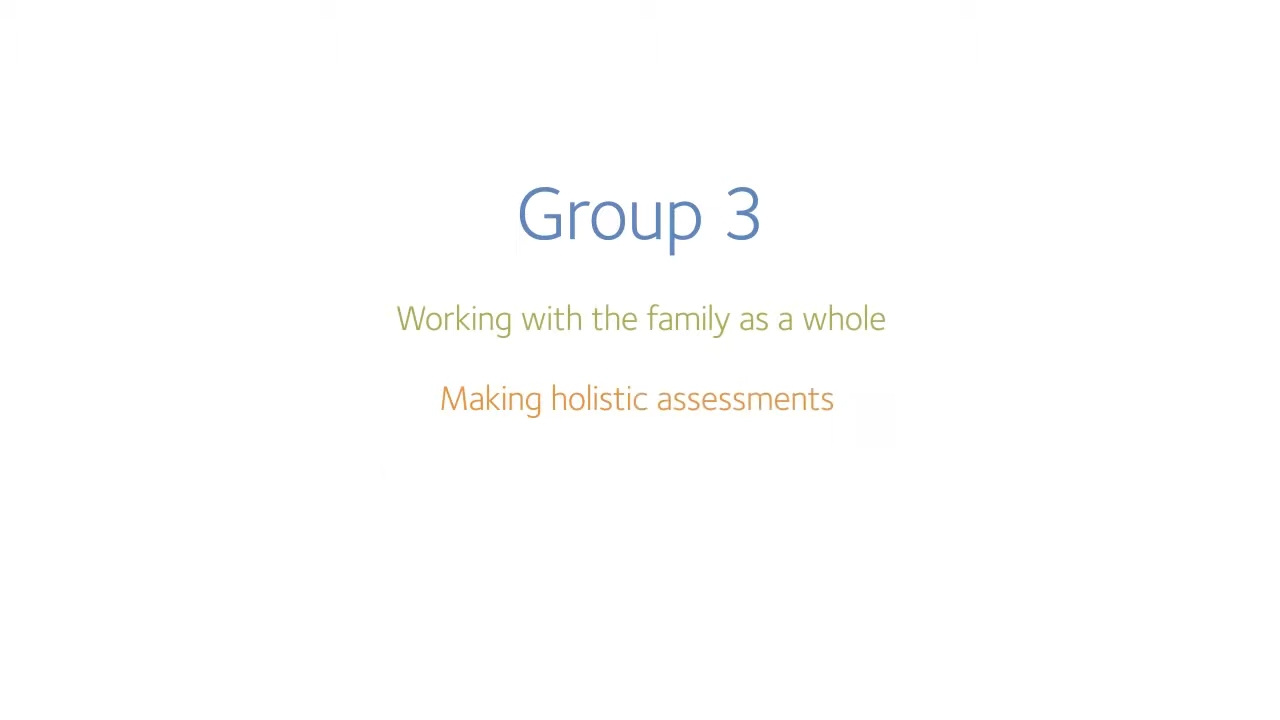 Group 3
Working with the family as a whole
Making holistic assessments